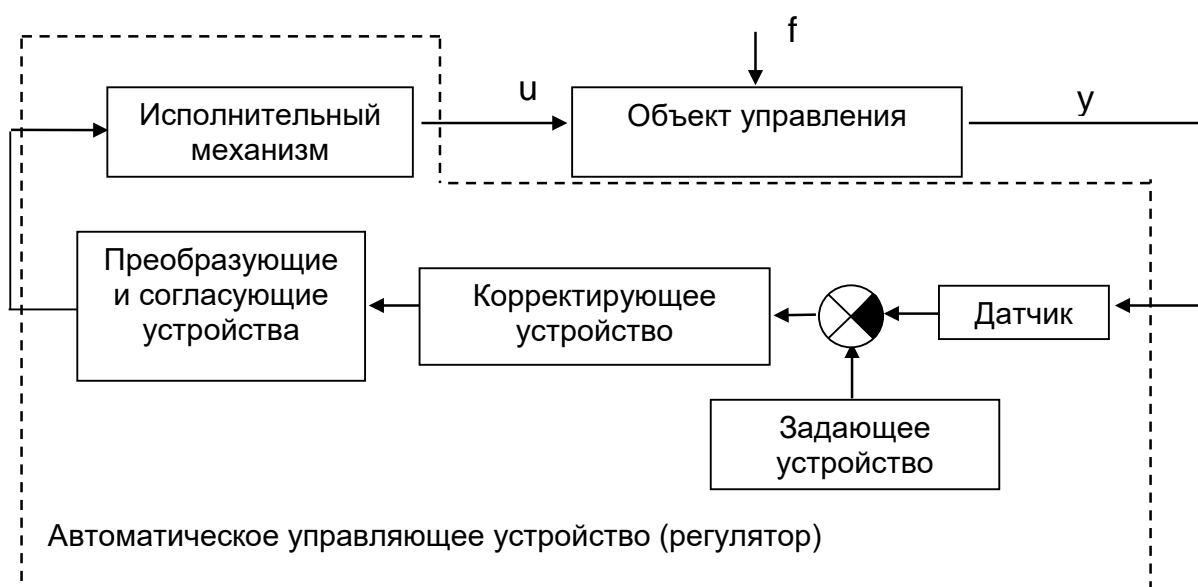 f
u
y
Исполнительный
механизм
Объект управления
Преобразующие
и согласующие
устройства
Корректирующее
устройство
Датчик
Задающее
устройство
Автоматическое управляющее устройство (регулятор)